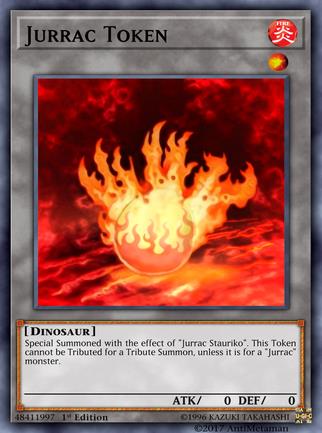 JURRAC TOKEN
FIRE
炎
[DINOSAUR]
Special Summoned with the effect of "Jurrac Stauriko". This Token
cannot be Tributed for a Tribute Summon, unless it is for a "Jurrac"
monster.
ATK/ 0 DEF/ 0
48411997 1st Edition ©1996 KAZUKI TAKAHASHI
©2017 AntiMetaman